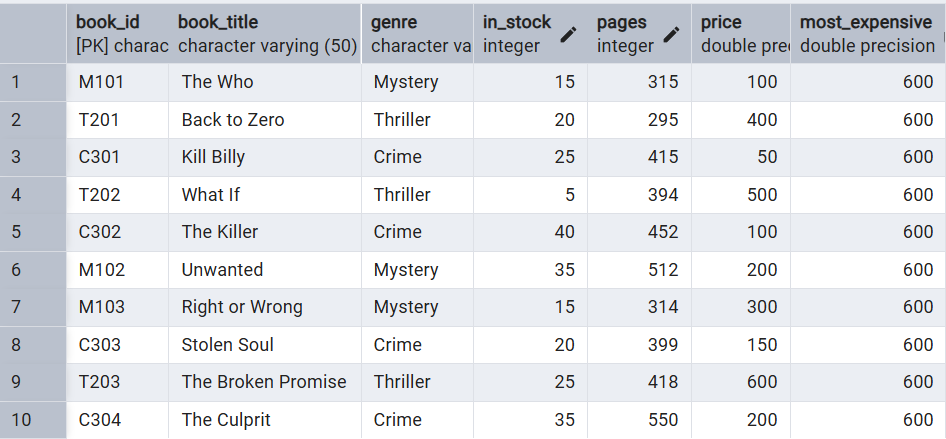 book_id book_title genre in_stock pages price most_expensive
[PK] charac character varying (50) character va integer integer double pre double precision
1 M101 The Who Mystery 15 315 100 600
2 T201 Back to Zero Thriller 20 295 400 600
3 C301 Kill Billy Crime 25 415 50 600
4 T202 What If Thriller 5 394 500 600
5 C302 The Killer Crime 40 452 100 600
6 M102 Unwanted Mystery 35 512 200 600
7 M103 Right or Wrong Mystery 15 314 300 600
8 C303 Stolen Soul Crime 20 399 150 600
9 T203 The Broken Promise Thriller 25 418 600 600
10 C304 The Culprit Crime 35 550 200 600